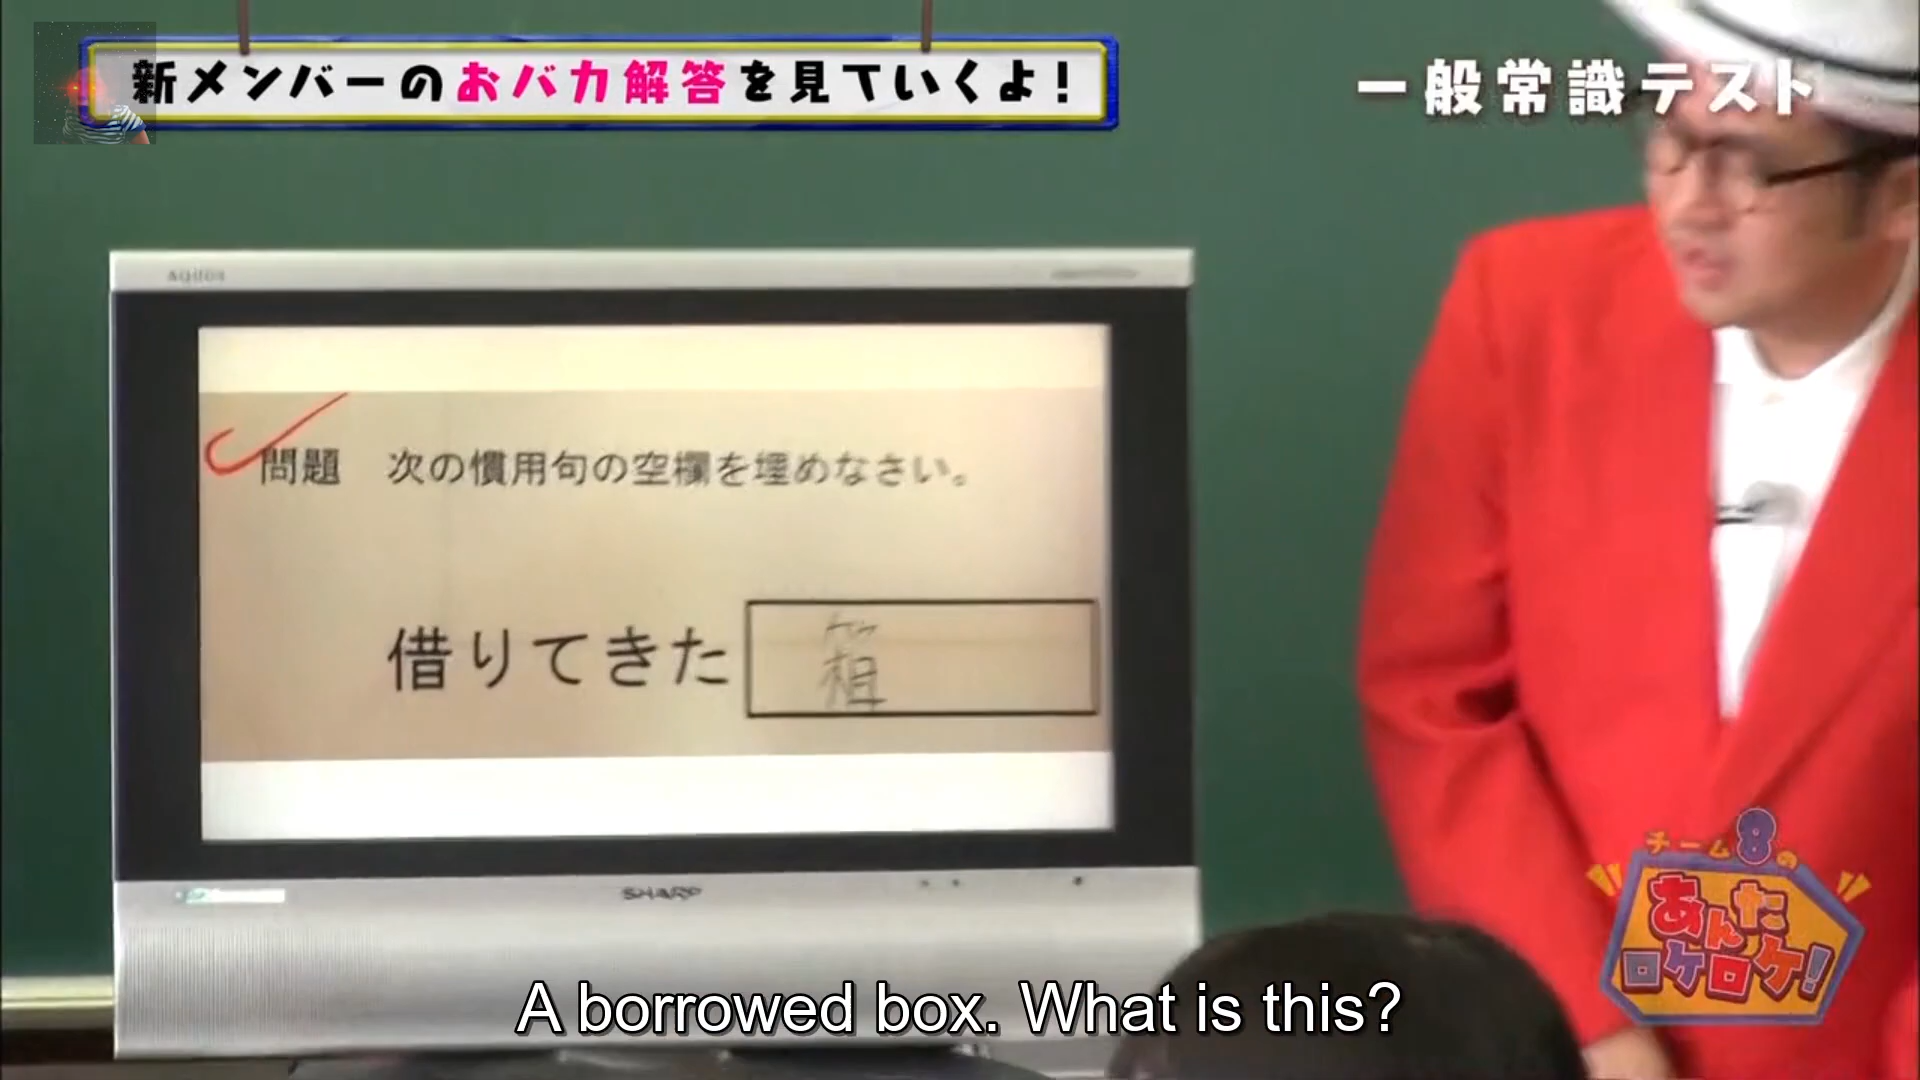 新メンバーのおバカ解答を見ていくよ！
一般常識テスト
AQUOS
問題　次の慣用句の空欄を埋めなさい。
借りてきた
SHARP
チーム8の
あんた
ロケロケ！
A borrowed box. What is this?